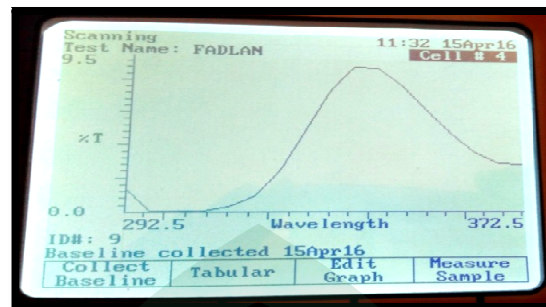 Scanning 11:32 15Apr16
Test Name: FADLAN Cell # 4
9.5
%T
0.0
292.5 Wavelength 372.5
ID#: 9
Baseline collected 15Apr16
Collect Baseline Tabular Edit Graph Measure Sample